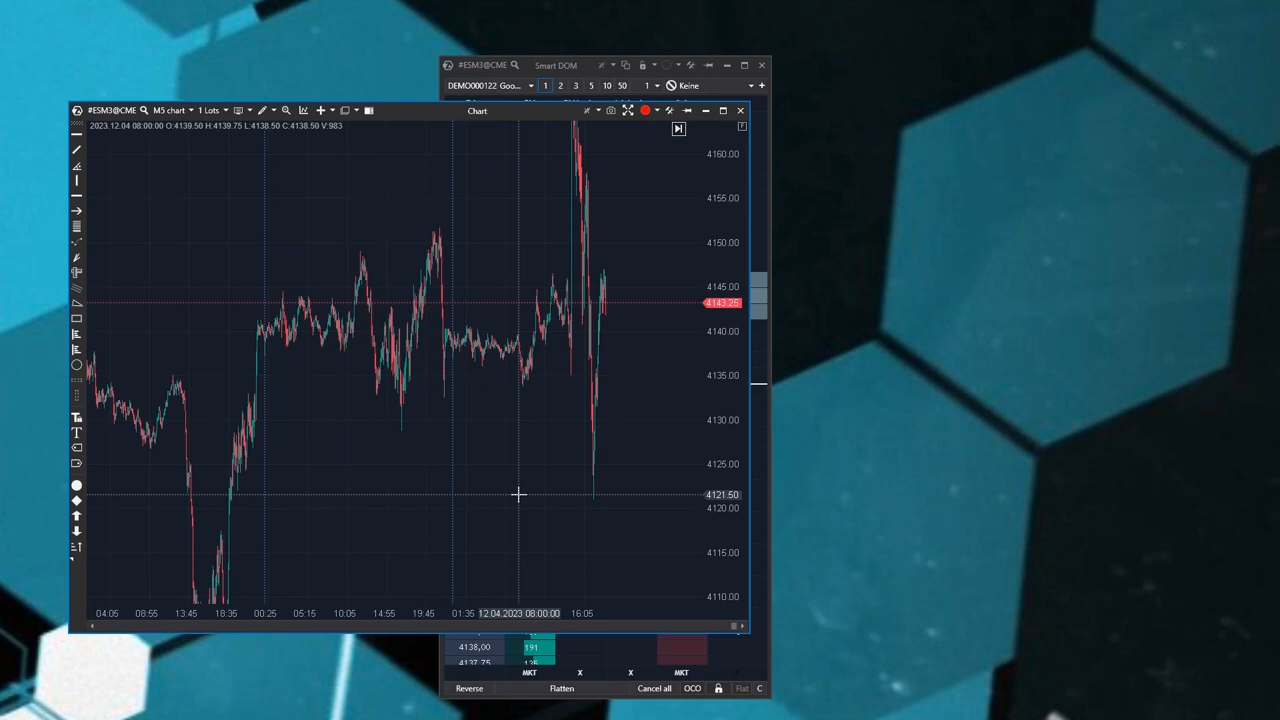 #ESM3@CME Smart DOM
DEMO000122 Goo... 1 2 3 5 10 50 1 Keine
#ESM3@CME M5 chart 1 Lots Chart
2023.12.04 08:00:00 O:4139.50 H:4139.75 L:4138.50 C:4138.50 V:983
F
4160.00
4155.00
4150.00
4145.00
4143.25
4140.00
4135.00
4130.00
4125.00
4121.50
4120.00
4115.00
4110.00
T
04:05 08:55 13:45 18:35 00:25 05:15 10:05 14:55 19:45 01:35 12.04.2023 08:00:00 16:05
4138,00 191
4137,75
MKT X X MKT
Reverse Flatten Cancel all OCO Flat C